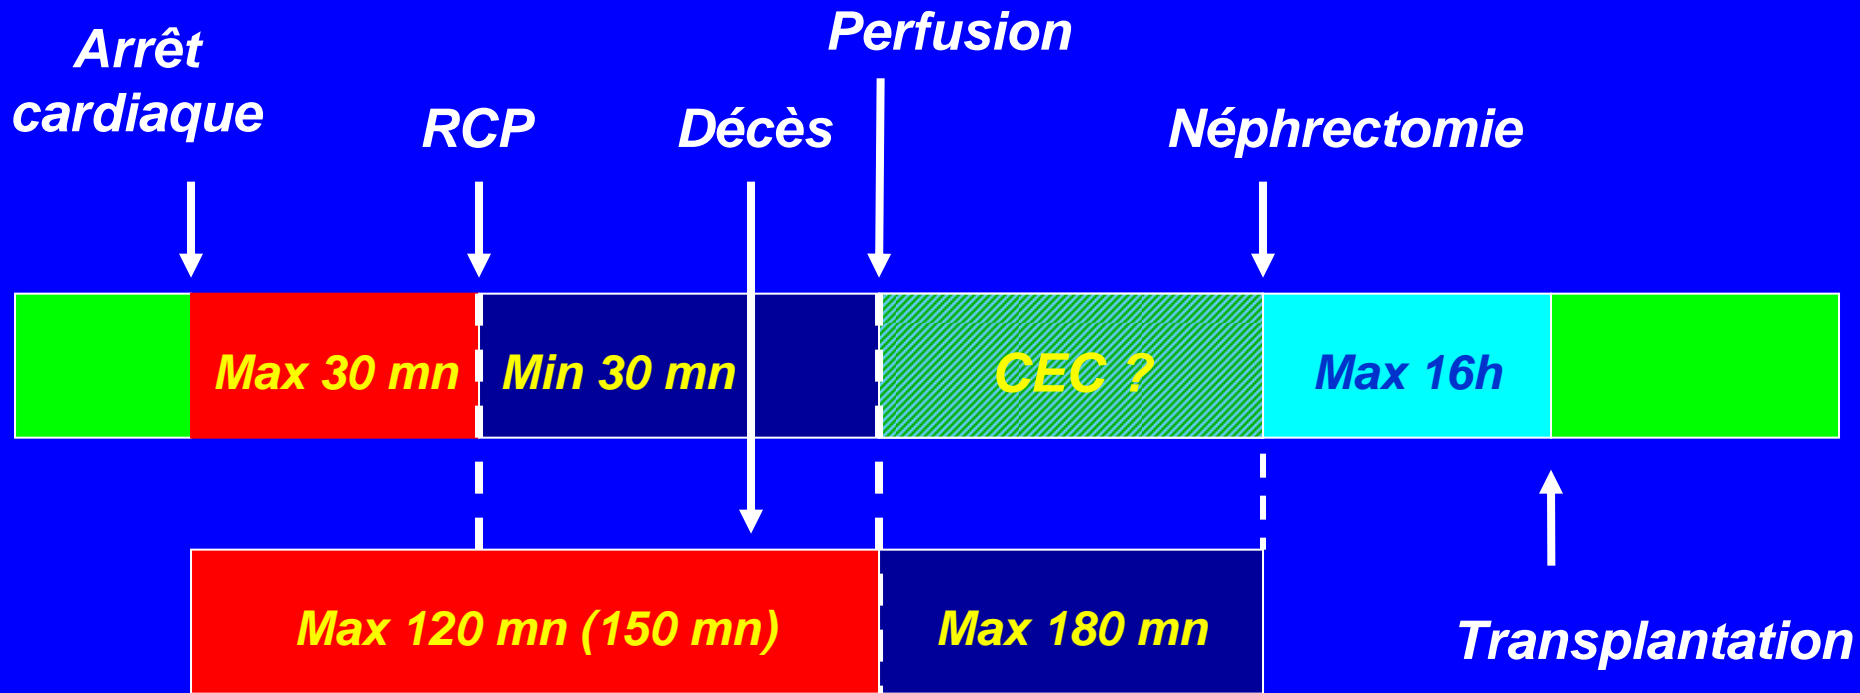 Perfusion
Arrêt
cardiaque
RCP
Décès
Néphrectomie
Max 30 mn
Min 30 mn
CEC ?
Max 16h
Max 120 mn (150 mn)
Max 180 mn
Transplantation